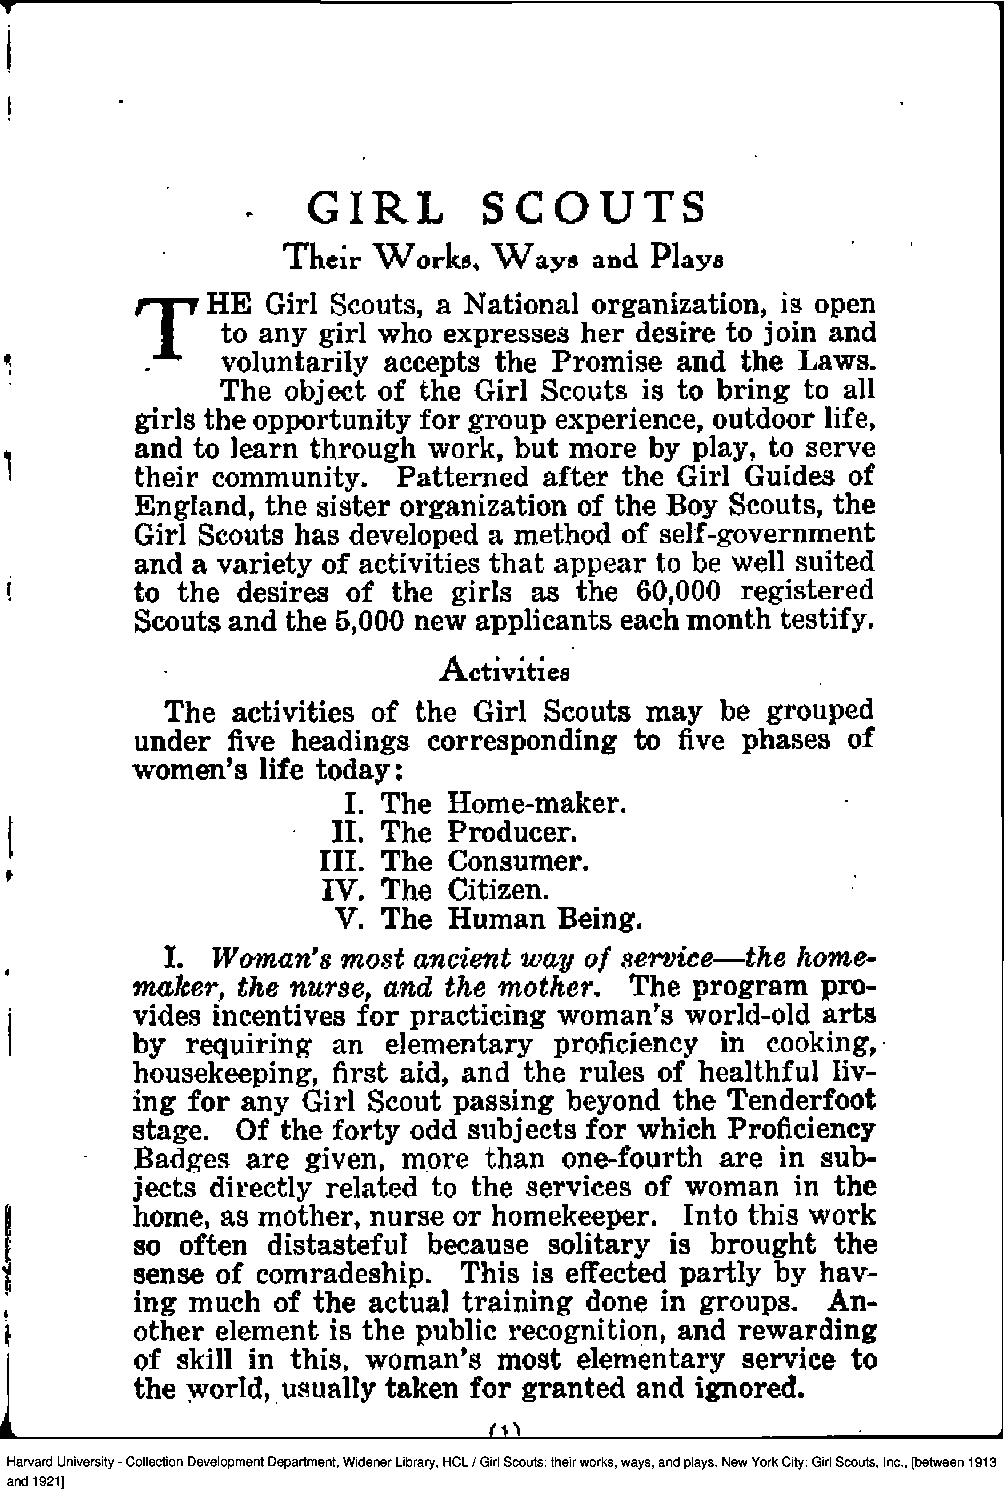 GIRL SCOUTS
Their Works, Ways and Plays
THE Girl Scouts, a National organization, is open
to any girl who expresses her desire to join and
voluntarily accepts the Promise and the Laws.
The object of the Girl Scouts is to bring to all
girls the opportunity for group experience, outdoor life,
and to learn through work, but more by play, to serve
their community. Patterned after the Girl Guides of
England, the sister organization of the Boy Scouts, the
Girl Scouts has developed a method of self-government
and a variety of activities that appear to be well suited
to the desires of the girls as the 60,000 registered
Scouts and the 5,000 new applicants each month testify.
Activities
The activities of the Girl Scouts may be grouped
under five headings corresponding to five phases of
women's life today:
I. The Home-maker.
II. The Producer.
III. The Consumer.
IV. The Citizen.
V. The Human Being.
I. Woman's most ancient way of service—the home-
maker, the nurse, and the mother. The program pro-
vides incentives for practicing woman's world-old arts
by requiring an elementary proficiency in cooking,
housekeeping, first aid, and the rules of healthful liv-
ing for any Girl Scout passing beyond the Tenderfoot
stage. Of the forty odd subjects for which Proficiency
Badges are given, more than one-fourth are in sub-
jects directly related to the services of woman in the
home, as mother, nurse or homekeeper. Into this work
so often distasteful because solitary is brought the
sense of comradeship. This is effected partly by hav-
ing much of the actual training done in groups. An-
other element is the public recognition, and rewarding
of skill in this, woman's most elementary service to
the world, usually taken for granted and ignored.
(1)
Harvard University - Collection Development Department, Widener Library, HCL / Girl Scouts: their works, ways, and plays. New York City: Girl Scouts, Inc., [between 1913
and 1921]